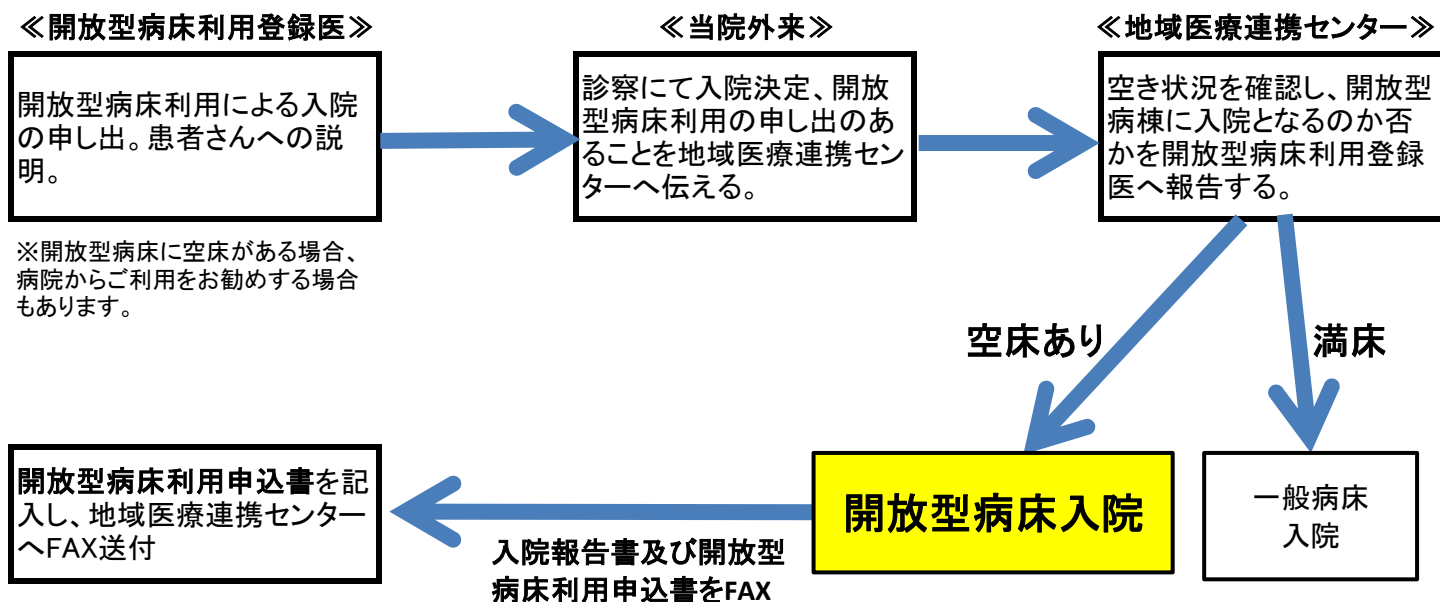 ≪開放型病床利用登録医≫
開放型病床利用による入院
の申し出。患者さんへの説
明。
※開放型病床に空床がある場合、
病院からご利用をお勧めする場合
もあります。
≪当院外来≫
診察にて入院決定、開放
型病床利用の申し出のあ
ることを地域医療連携セン
ターへ伝える。
≪地域医療連携センター≫
空き状況を確認し、開放型
病棟に入院となるのか否
かを開放型病床利用登録
医へ報告する。
空床あり
満床
開放型病床入院
一般病床
入院
入院報告書及び開放型
病床利用申込書をFAX
開放型病床利用申込書を記
入し、地域医療連携センター
へFAX送付